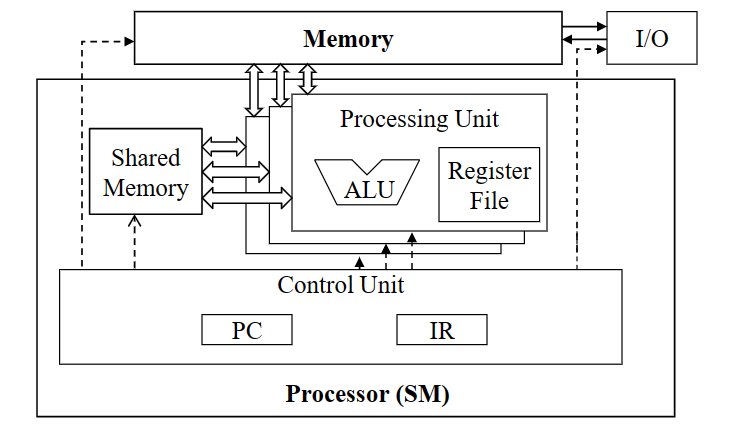 Memory
I/O
Processing Unit
Shared
Memory
ALU
Register
File
Control Unit
PC
IR
Processor (SM)